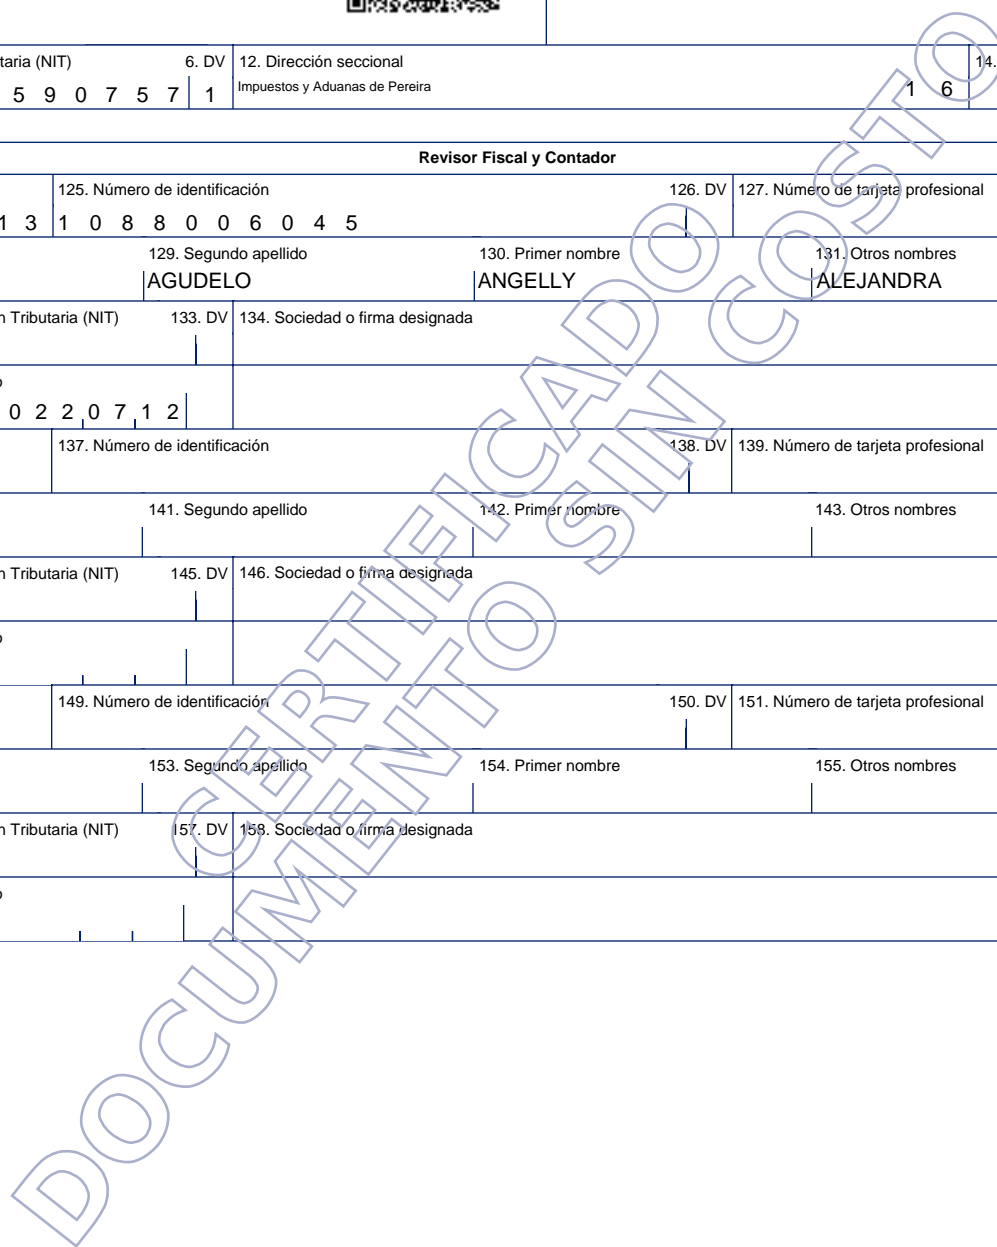 taria (NIT) 6. DV 12. Dirección seccional 14.
5 9 0 7 5 7 1 Impuestos y Aduanas de Pereira 1 6
Revisor Fiscal y Contador
125. Número de identificación 126. DV 127. Número de tarjeta profesional
1 3 1 0 8 8 0 0 6 0 4 5
129. Segundo apellido 130. Primer nombre 131. Otros nombres
AGUDELO ANGELLY ALEJANDRA
n Tributaria (NIT) 133. DV 134. Sociedad o firma designada
o
0 2 2 0 7 1 2
137. Número de identificación 138. DV 139. Número de tarjeta profesional
141. Segundo apellido 142. Primer nombre 143. Otros nombres
n Tributaria (NIT) 145. DV 146. Sociedad o firma designada
o
149. Número de identificación 150. DV 151. Número de tarjeta profesional
153. Segundo apellido 154. Primer nombre 155. Otros nombres
n Tributaria (NIT) 157. DV 158. Sociedad o firma designada
o
CERTIFICADO
DOCUMENTO SIN COSTO